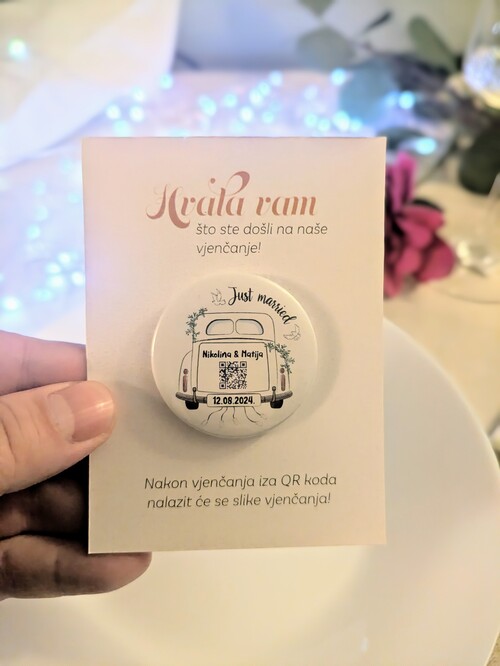 Hvala vam
što ste došli na naše
vjenčanje!
Just married
Nikolina & Matija
12.08.2024.
Nakon vjenčanja iza QR koda
nalazit će se slike vjenčanja!